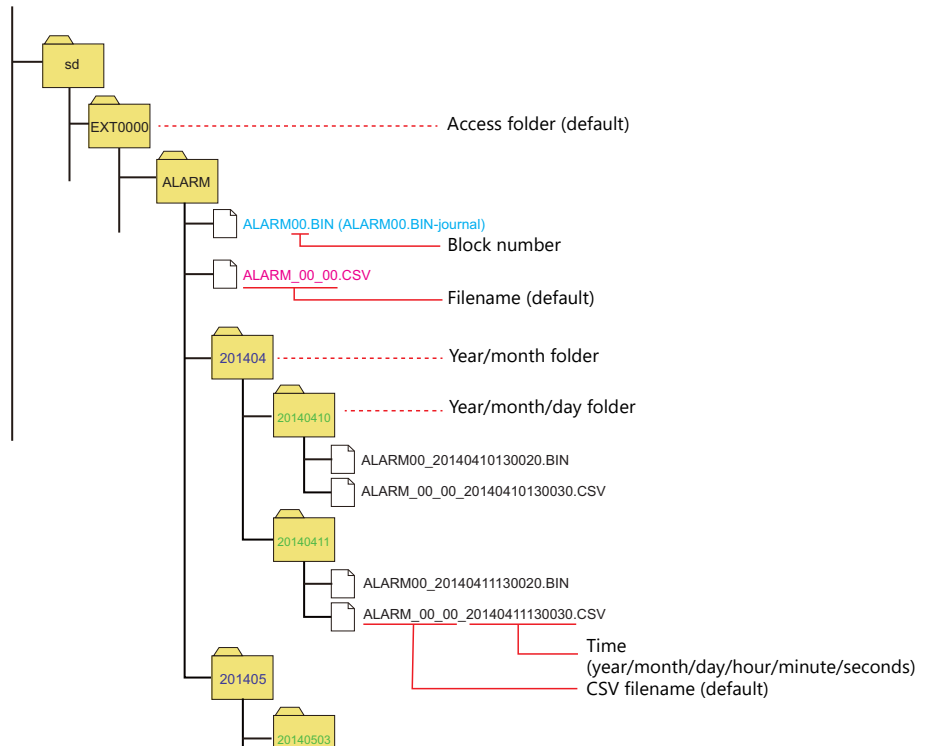 sd
EXT0000
Access folder (default)
ALARM
ALARM00.BIN (ALARM00.BIN-journal)
Block number
ALARM_00_00.CSV
Filename (default)
201404
Year/month folder
20140410
Year/month/day folder
ALARM00_20140410130020.BIN
ALARM_00_00_20140410130030.CSV
20140411
ALARM00_20140411130020.BIN
ALARM_00_00_20140411130030.CSV
Time
(year/month/day/hour/minute/seconds)
CSV filename (default)
201405
20140503